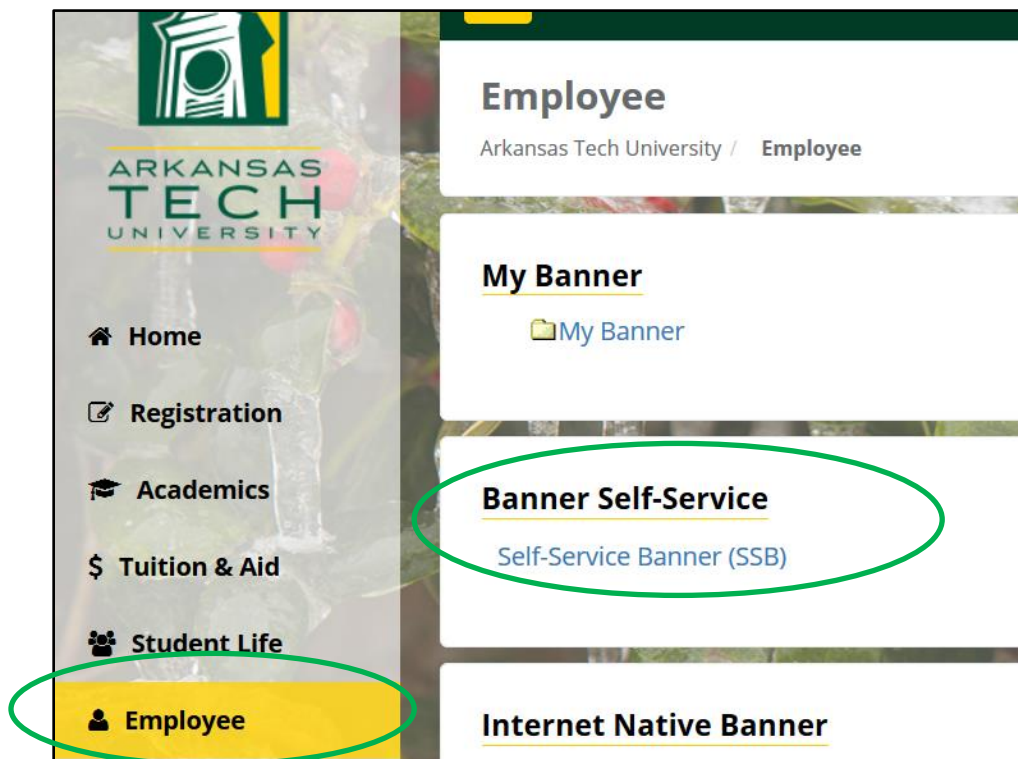 ARKANSAS
TECH
UNIVERSITY
Home
Registration
Academics
$ Tuition & Aid
Student Life
Employee
Employee
Arkansas Tech University / Employee
My Banner
My Banner
Banner Self-Service
Self-Service Banner (SSB)
Internet Native Banner